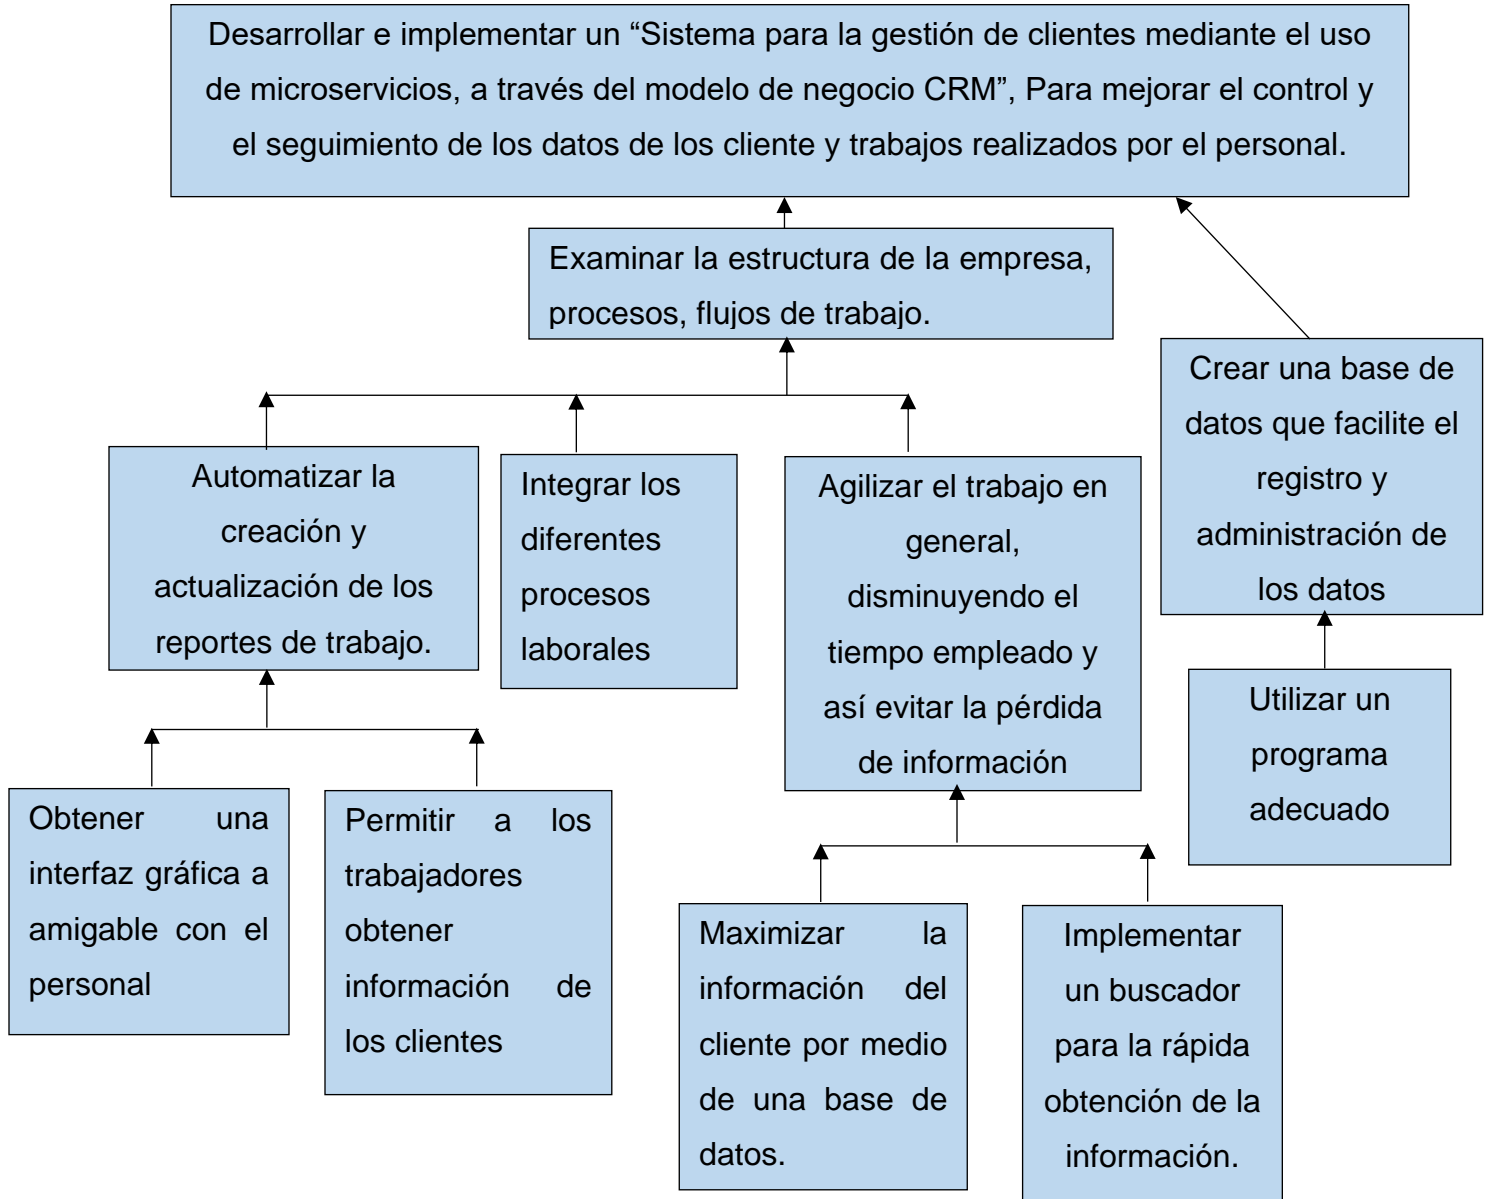 Desarrollar e implementar un “Sistema para la gestión de clientes mediante el uso
de microservicios, a través del modelo de negocio CRM”, Para mejorar el control y
el seguimiento de los datos de los cliente y trabajos realizados por el personal.
Examinar la estructura de la empresa,
procesos, flujos de trabajo.
Crear una base de
datos que facilite el
registro y
administración de
los datos
Automatizar la
creación y
actualización de los
reportes de trabajo.
Integrar los
diferentes
procesos
laborales
Agilizar el trabajo en
general,
disminuyendo el
tiempo empleado y
así evitar la pérdida
de información
Utilizar un
programa
adecuado
Obtener una
interfaz gráfica a
amigable con el
personal
Permitir a los
trabajadores
obtener
información de
los clientes
Maximizar la
información del
cliente por medio
de una base de
datos.
Implementar
un buscador
para la rápida
obtención de la
información.